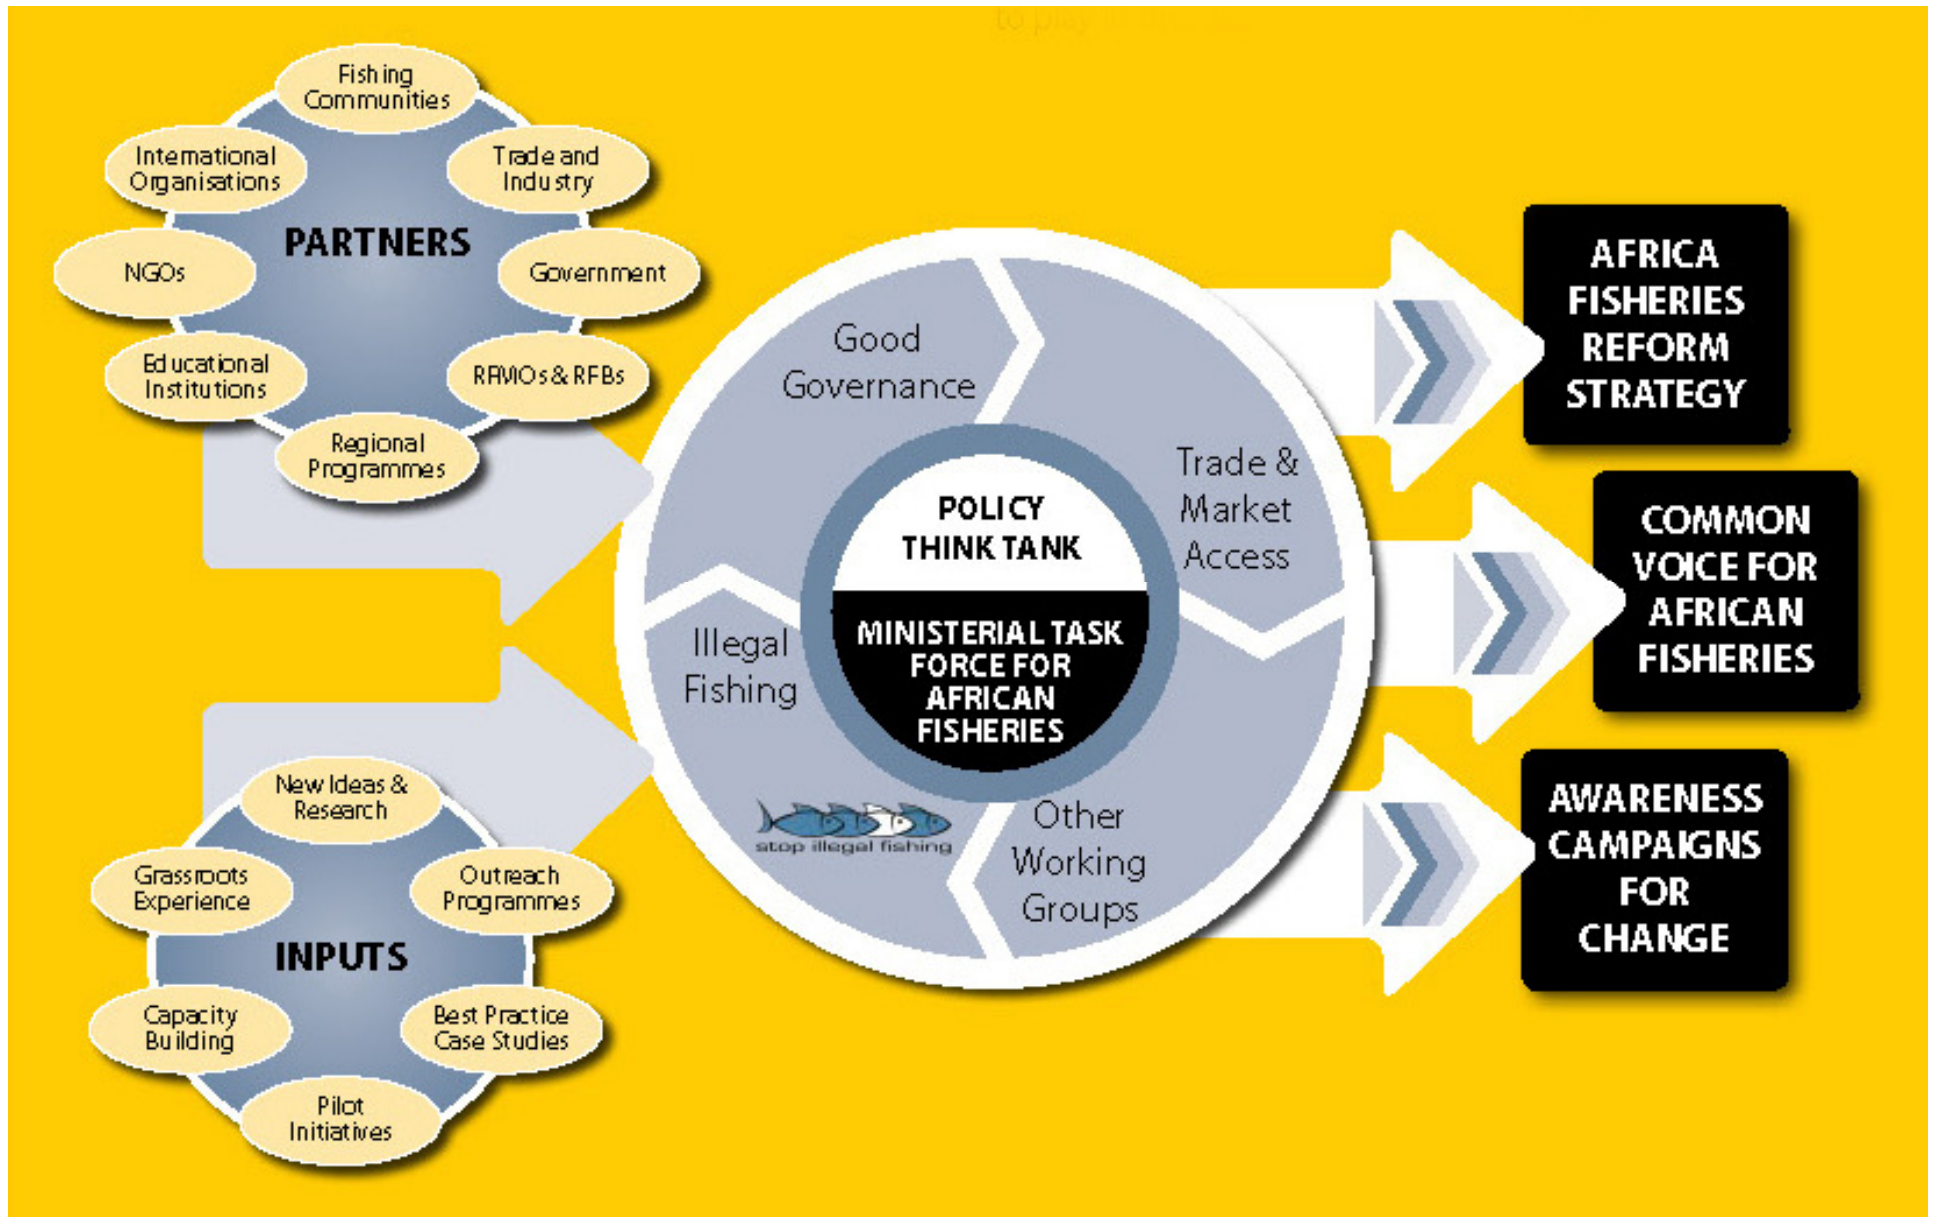 to play
Fishing
Communities
International
Organisations
Trade and
Industry
PARTNERS
NGOs
Government
Educational
Institutions
RFMOs & RFBs
Regional
Programmes
New Ideas &
Research
Grassroots
Experience
Outreach
Programmes
INPUTS
Capacity
Building
Best Practice
Case Studies
Pilot
Initiatives
Good
Governance
Trade &
Market
Access
Illegal
Fishing
stop illegal fishing
Other
Working
Groups
POLICY
THINK TANK
MINISTERIAL TASK
FORCE FOR
AFRICAN
FISHERIES
AFRICA
FISHERIES
REFORM
STRATEGY
COMMON
VOICE FOR
AFRICAN
FISHERIES
AWARENESS
CAMPAIGNS
FOR
CHANGE